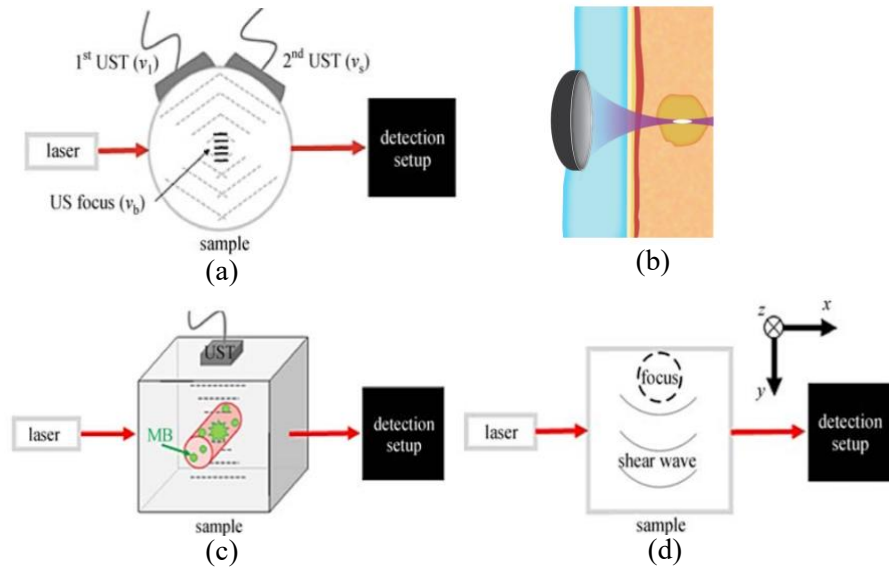 1st UST (v1)
2nd UST (vs)
laser
detection
setup
US focus (vb)
sample
(a)
(b)
UST
laser
MB
detection
setup
sample
(c)
z
x
y
focus
laser
shear wave
detection
setup
sample
(d)